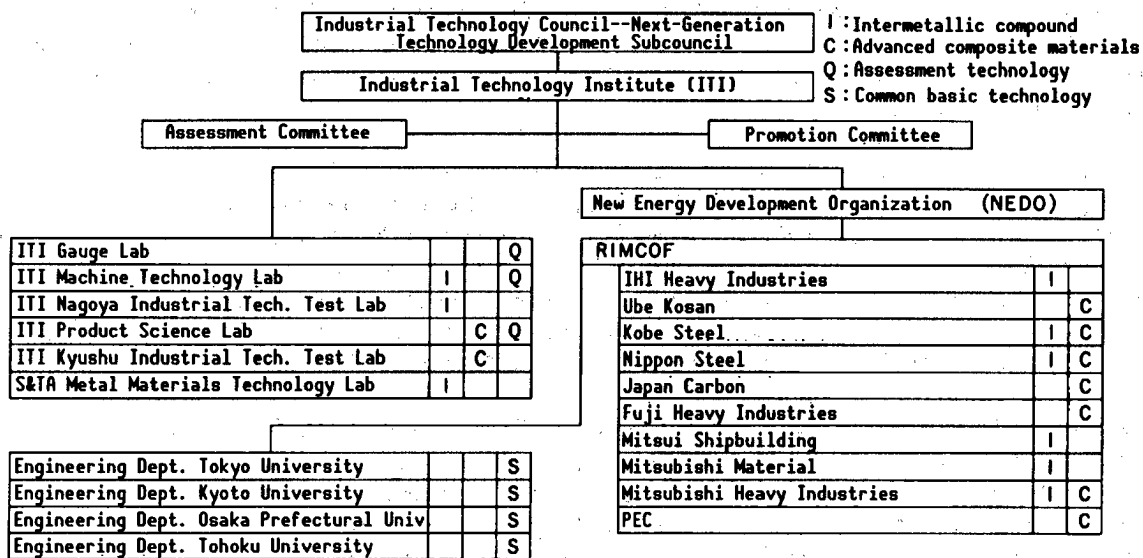 Industrial Technology Council--Next-Generation
Technology Development Subcouncil
I : Intermetallic compound
C : Advanced composite materials
Q : Assessment technology
S : Common basic technology
Industrial Technology Institute (ITI)
Assessment Committee
Promotion Committee
New Energy Development Organization (NEDO)
ITI Gauge Lab Q
ITI Machine Technology Lab I Q
ITI Nagoya Industrial Tech. Test Lab I
ITI Product Science Lab C Q
ITI Kyushu Industrial Tech. Test Lab C
S&TA Metal Materials Technology Lab I
RIMCOF
IHI Heavy Industries I
Ube Kosan C
Kobe Steel I C
Nippon Steel I C
Japan Carbon C
Fuji Heavy Industries C
Mitsui Shipbuilding I
Mitsubishi Material I
Mitsubishi Heavy Industries I C
PEC C
Engineering Dept. Tokyo University S
Engineering Dept. Kyoto University S
Engineering Dept. Osaka Prefectural Univ S
Engineering Dept. Tohoku University S